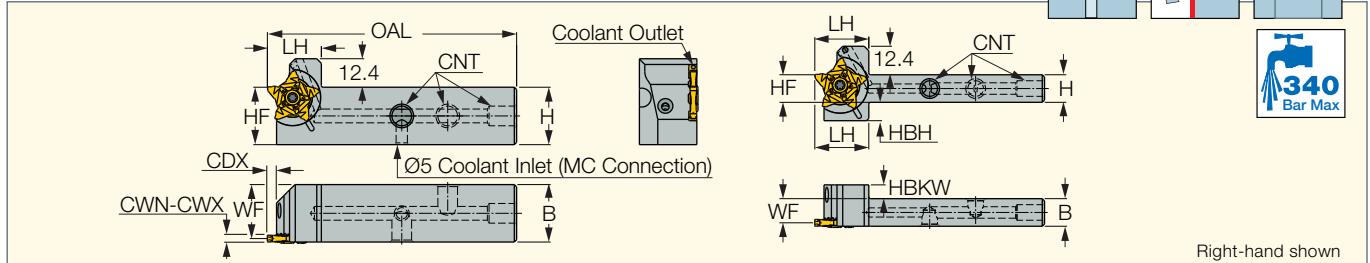 LH
OAL
CNT
12.4
HF
H
Coolant Outlet
CDX
Ø5 Coolant Inlet (MC Connection)
CWN-CWX
WF
B
LH
12.4
CNT
HF
H
LH
HBH
HBKW
WF
B
340
Bar Max
Right-hand shown